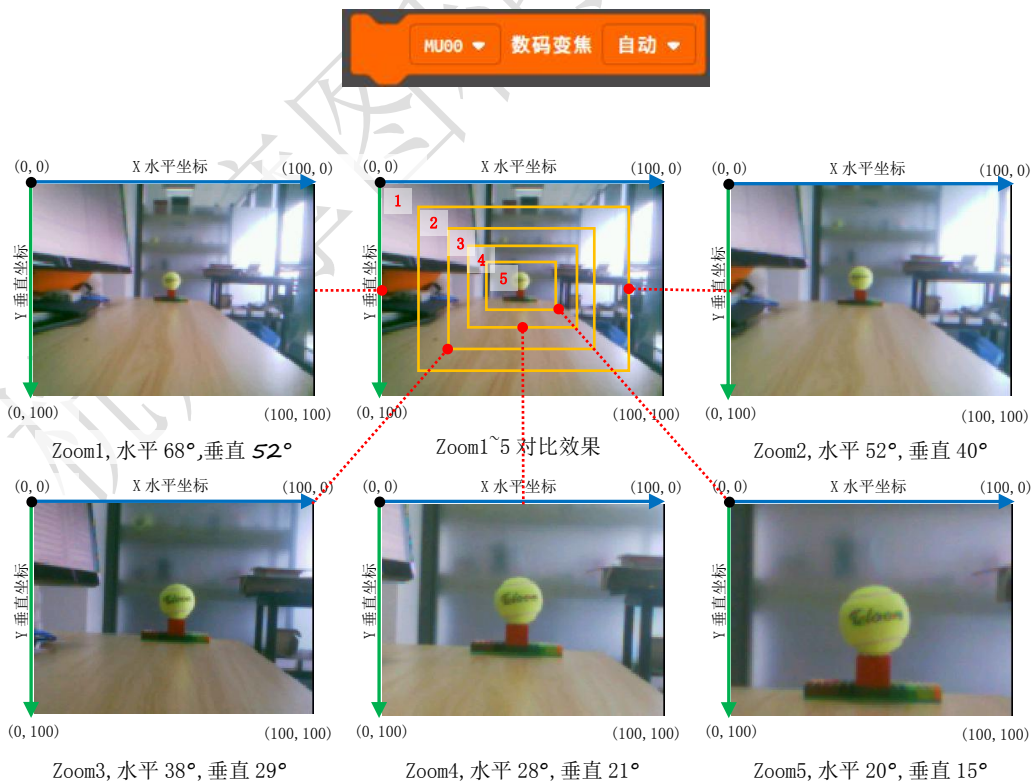 MU00 数码变焦 自动
(0,0) X 水平坐标 (100,0)
Y 垂直坐标
(0,100) (100,100)
Zoom1,水平 68°,垂直 52°
(0,0) X 水平坐标 (100,0)
1
2
3
4
5
Y 垂直坐标
(0,100) (100,100)
Zoom1~5 对比效果
(0,0) X 水平坐标 (100,0)
Y 垂直坐标
(0,100) (100,100)
Zoom2,水平 52°,垂直 40°
(0,0) X 水平坐标 (100,0)
Y 垂直坐标
(0,100) (100,100)
Zoom3,水平 38°,垂直 29°
(0,0) X 水平坐标 (100,0)
Y 垂直坐标
Teloon
(0,100) (100,100)
Zoom4,水平 28°,垂直 21°
(0,0) X 水平坐标 (100,0)
Y 垂直坐标
Teloon
(0,100) (100,100)
Zoom5,水平 20°,垂直 15°